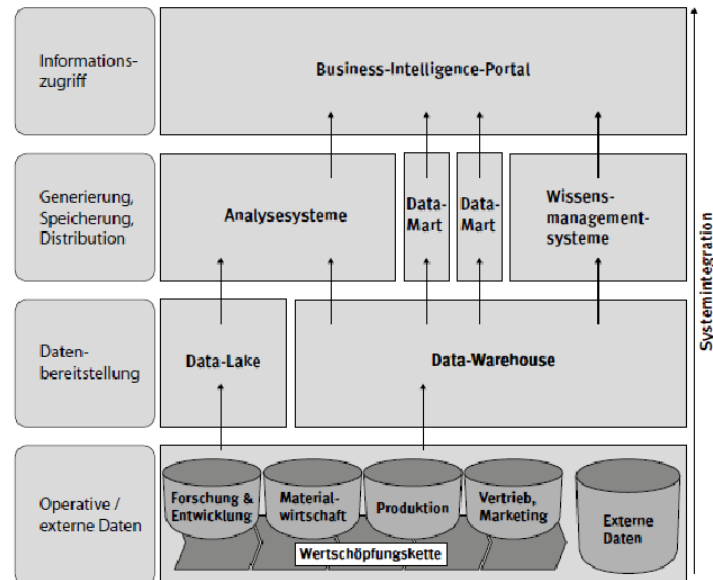 Informations-
zugriff
Business-Intelligence-Portal
Generierung,
Speicherung,
Distribution
Analysesysteme
Data-
Mart
Data-
Mart
Wissens-
management-
systeme
Daten-
bereitstellung
Data-Lake
Data-Warehouse
Operative /
externe Daten
Forschung &
Entwicklung
Material-
wirtschaft
Produktion
Vertrieb,
Marketing
Externe
Daten
Wertschöpfungskette
Systemintegration